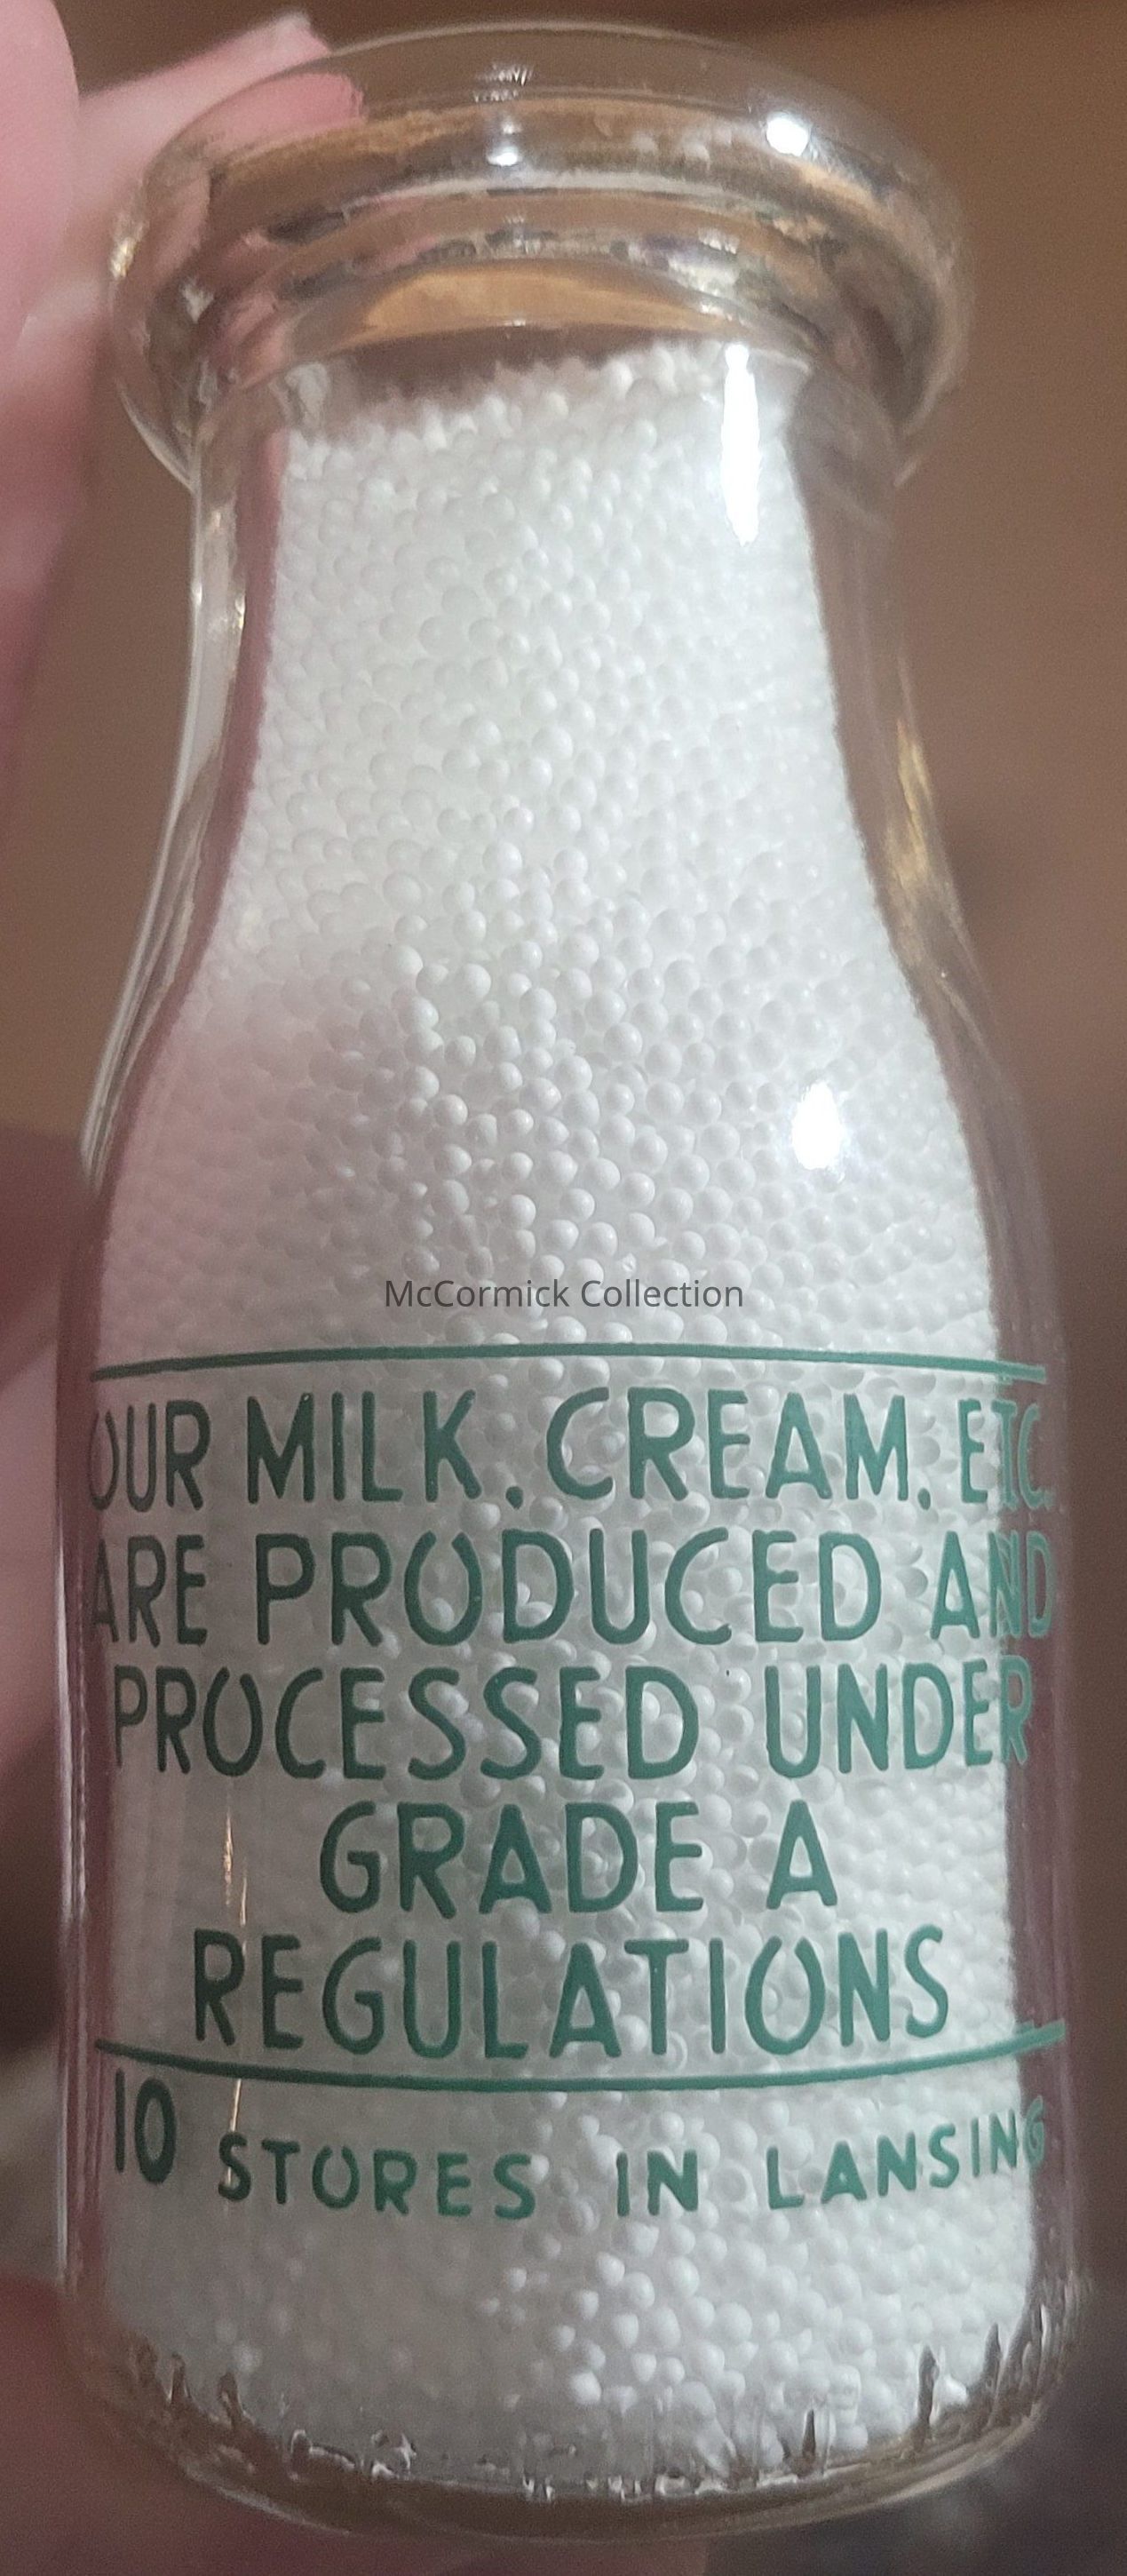 McCormick Collection
OUR MILK, CREAM, ETC.
ARE PRODUCED AND
PROCESSED UNDER
GRADE A
REGULATIONS
10 STORES IN LANSING